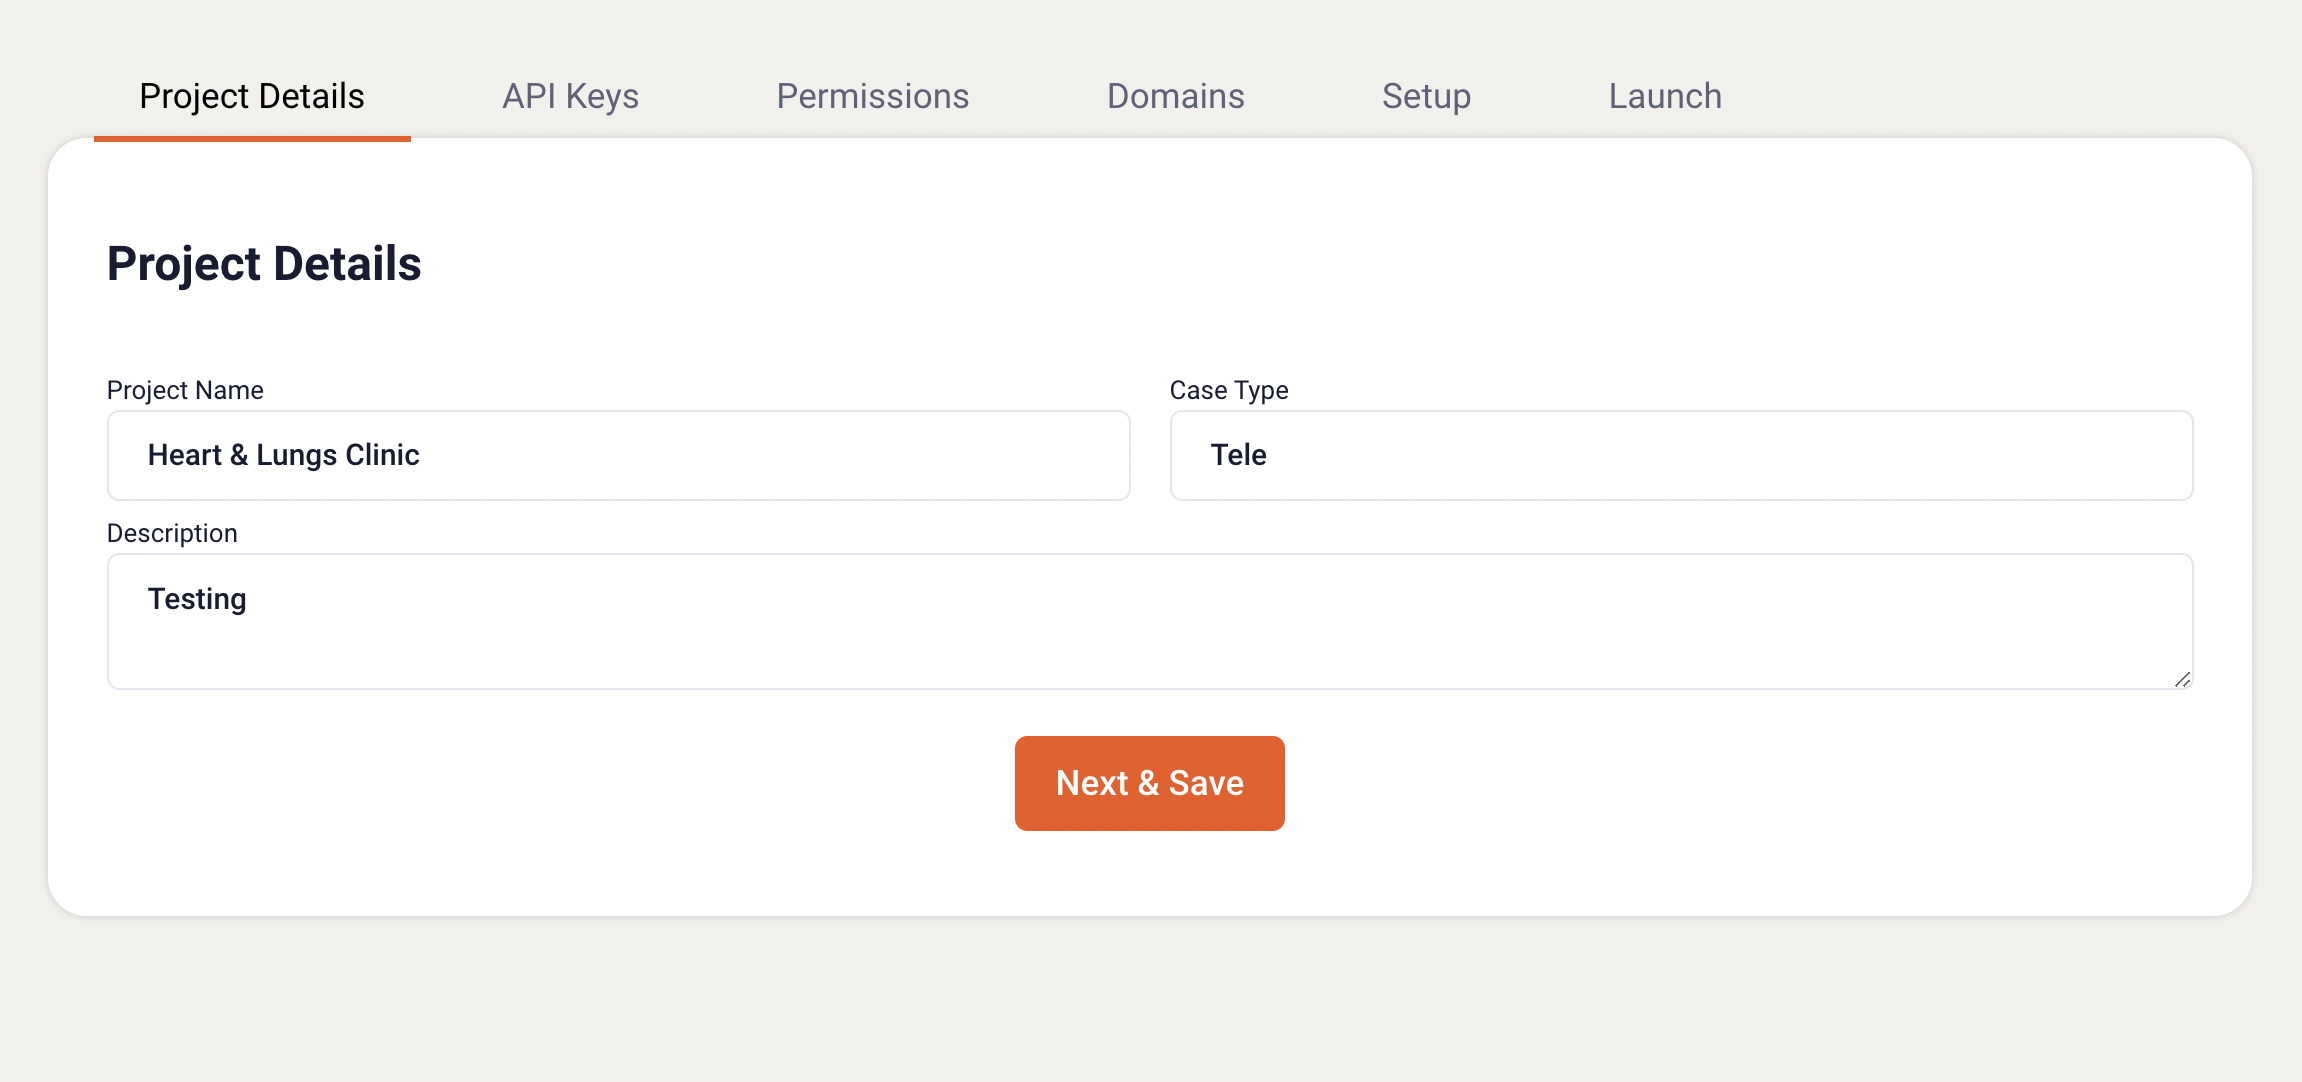 Project Details API Keys Permissions Domains Setup Launch
Project Details
Project Name Case Type
Heart & Lungs Clinic Tele
Description
Testing
Next & Save